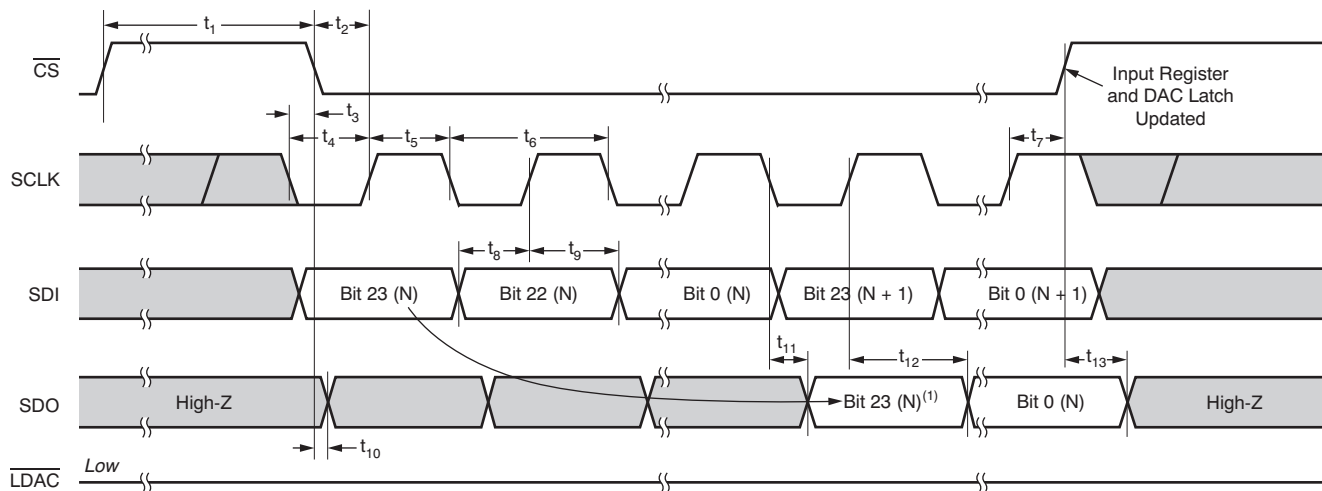 t₁
t₂
C̅S̅
Input Register
and DAC Latch
Updated
t₃
t₄
t₅
t₆
t₇
SCLK
t₈
t₉
SDI
Bit 23 (N)
Bit 22 (N)
Bit 0 (N)
Bit 23 (N + 1)
Bit 0 (N + 1)
t₁₁
t₁₂
t₁₃
SDO
High-Z
Bit 23 (N)⁽¹⁾
Bit 0 (N)
High-Z
t₁₀
L̅D̅A̅C̅
Low